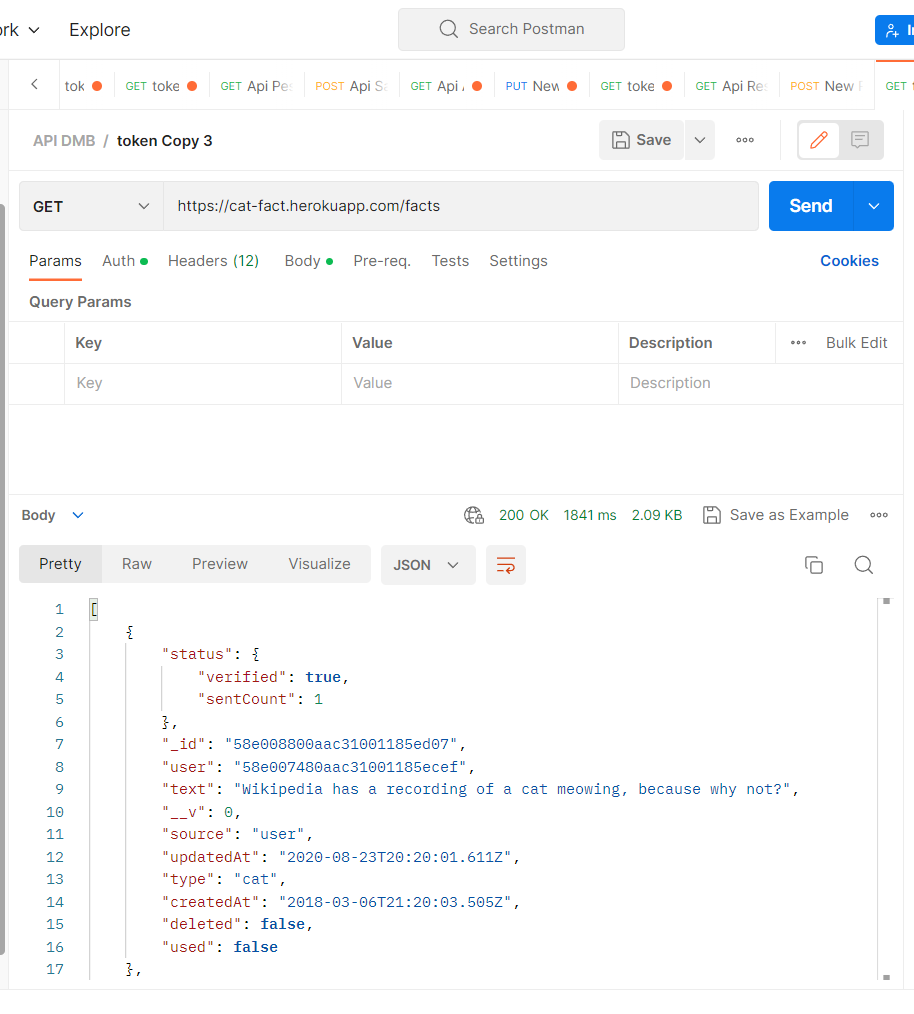 ork Explore Search Postman
tok GET toke GET Api Pe POST Api Sa GET Api PUT New GET toke GET Api Re POST New GET
API DMB / token Copy 3 Save
GET https://cat-fact.herokuapp.com/facts Send
Params Auth Headers (12) Body Pre-req. Tests Settings Cookies
Query Params
Key Value Description Bulk Edit
Key Value Description
Body 200 OK 1841 ms 2.09 KB Save as Example
Pretty Raw Preview Visualize JSON
1 [
2 {
3 "status": {
4 "verified": true,
5 "sentCount": 1
6 },
7 "_id": "58e008800aac31001185ed07",
8 "user": "58e007480aac31001185ecef",
9 "text": "Wikipedia has a recording of a cat meowing, because why not?",
10 "__v": 0,
11 "source": "user",
12 "updatedAt": "2020-08-23T20:20:01.611Z",
13 "type": "cat",
14 "createdAt": "2018-03-06T21:20:03.505Z",
15 "deleted": false,
16 "used": false
17 },